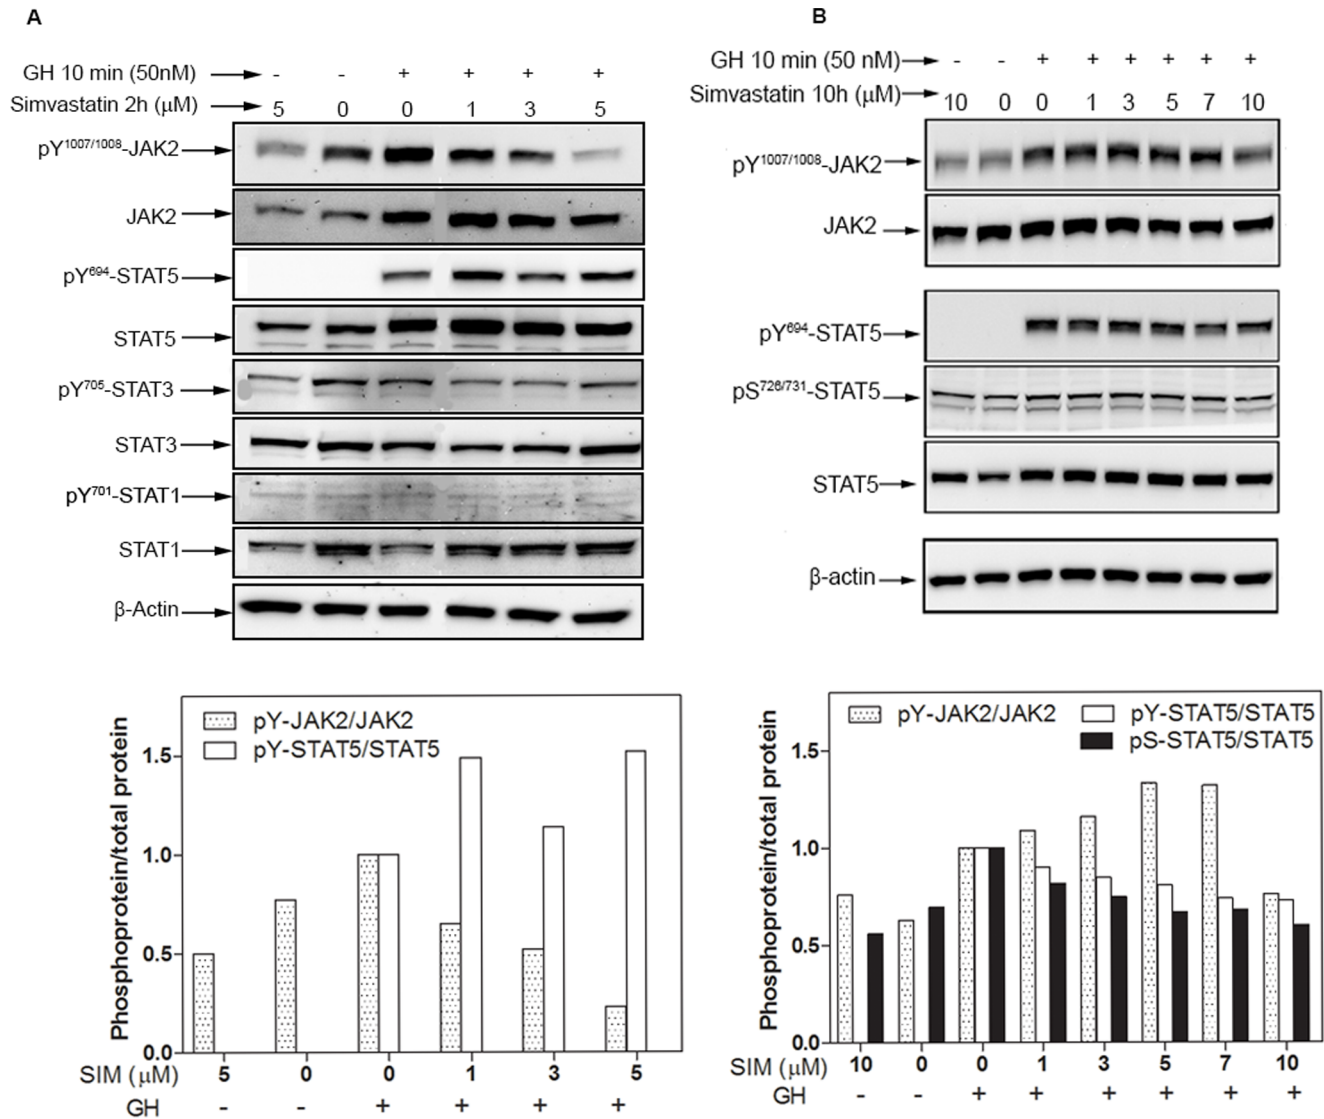 A
GH 10 min (50nM) - - + + + +
Simvastatin 2h (μM) 5 0 0 1 3 5
pY1007/1008-JAK2
JAK2
pY694-STAT5
STAT5
pY705-STAT3
STAT3
pY701-STAT1
STAT1
β-Actin
pY-JAK2/JAK2
pY-STAT5/STAT5
Phosphoprotein/total protein
1.5
1.0
0.5
0.0
SIM (μM) 5 0 0 1 3 5
GH - - + + + +
B
GH 10 min (50 nM) - - + + + + + +
Simvastatin 10h (μM) 10 0 0 1 3 5 7 10
pY1007/1008-JAK2
JAK2
pY694-STAT5
pS726/731-STAT5
STAT5
β-actin
pY-JAK2/JAK2
pY-STAT5/STAT5
pS-STAT5/STAT5
Phosphoprotein/total protein
1.5
1.0
0.5
0.0
SIM (μM) 10 0 0 1 3 5 7 10
GH - - + + + + + +